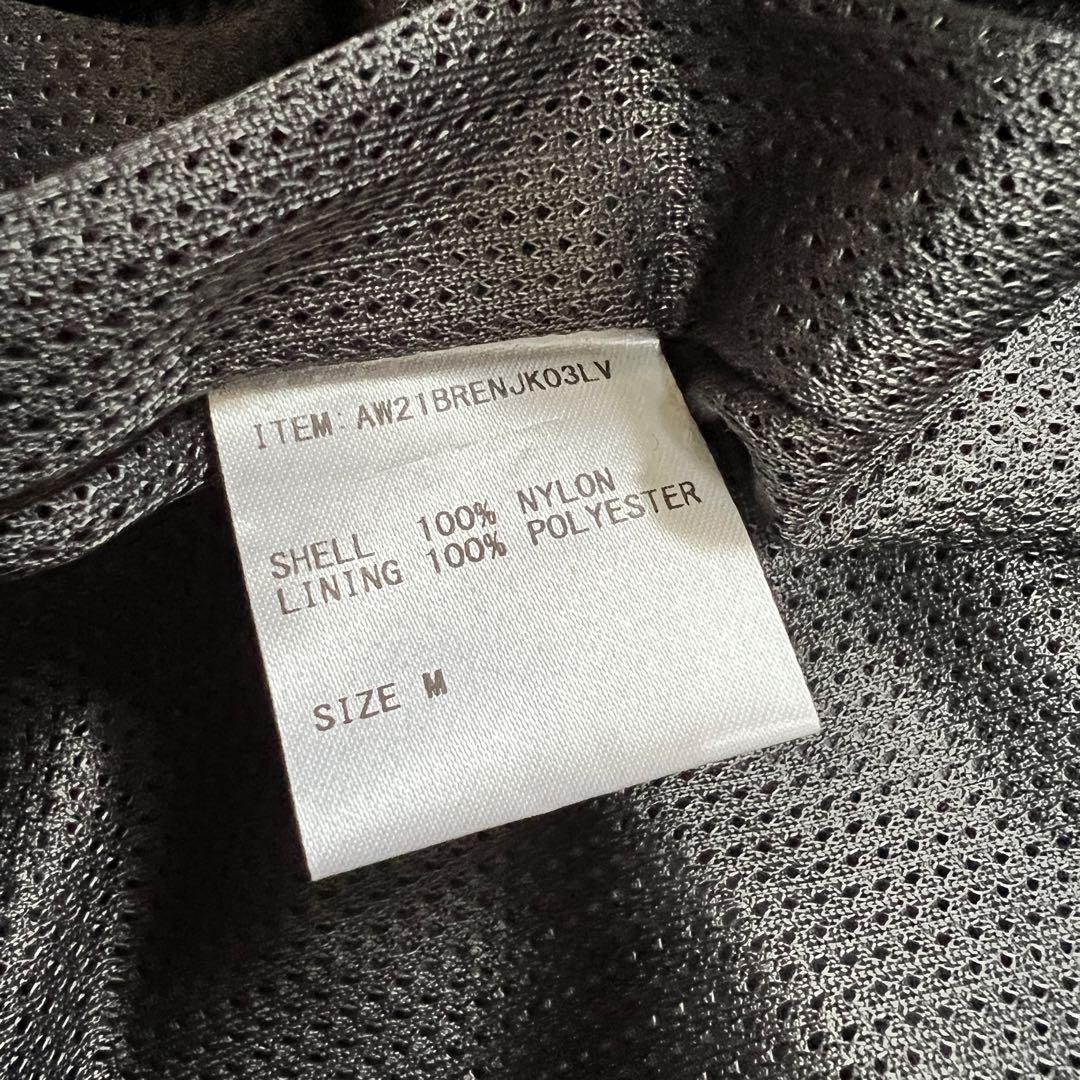 ITEM: AW21BRENJK03LV
SHELL 100% NYLON
LINING 100% POLYESTER
SIZE M